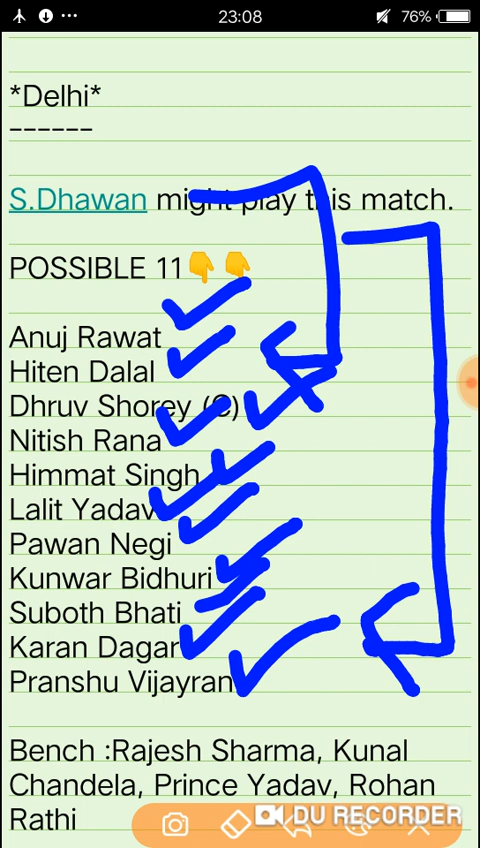 23:08
76%
*Delhi*
------
S.Dhawan might play this match.
POSSIBLE 11👇👇
Anuj Rawat
Hiten Dalal
Dhruv Shorey (C)
Nitish Rana
Himmat Singh
Lalit Yadav
Pawan Negi
Kunwar Bidhuri
Suboth Bhati
Karan Dagar
Pranshu Vijayran
Bench :Rajesh Sharma, Kunal
Chandela, Prince Yadav, Rohan
Rathi
DU RECORDER